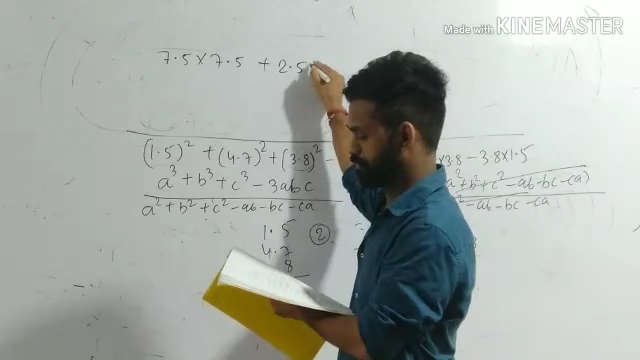 Made with KINEMASTER
7.5 × 7.5 + 2.5
(1.5)² + (4.7)² + (3.8)² - ×3.8 - 3.8×1.5
a³ + b³ + c³ - 3abc a² + b² + c² - ab - bc - ca)
a² + b² + c² - ab - bc - ca ² - ab - bc - ca
1.5 2
4.7
8